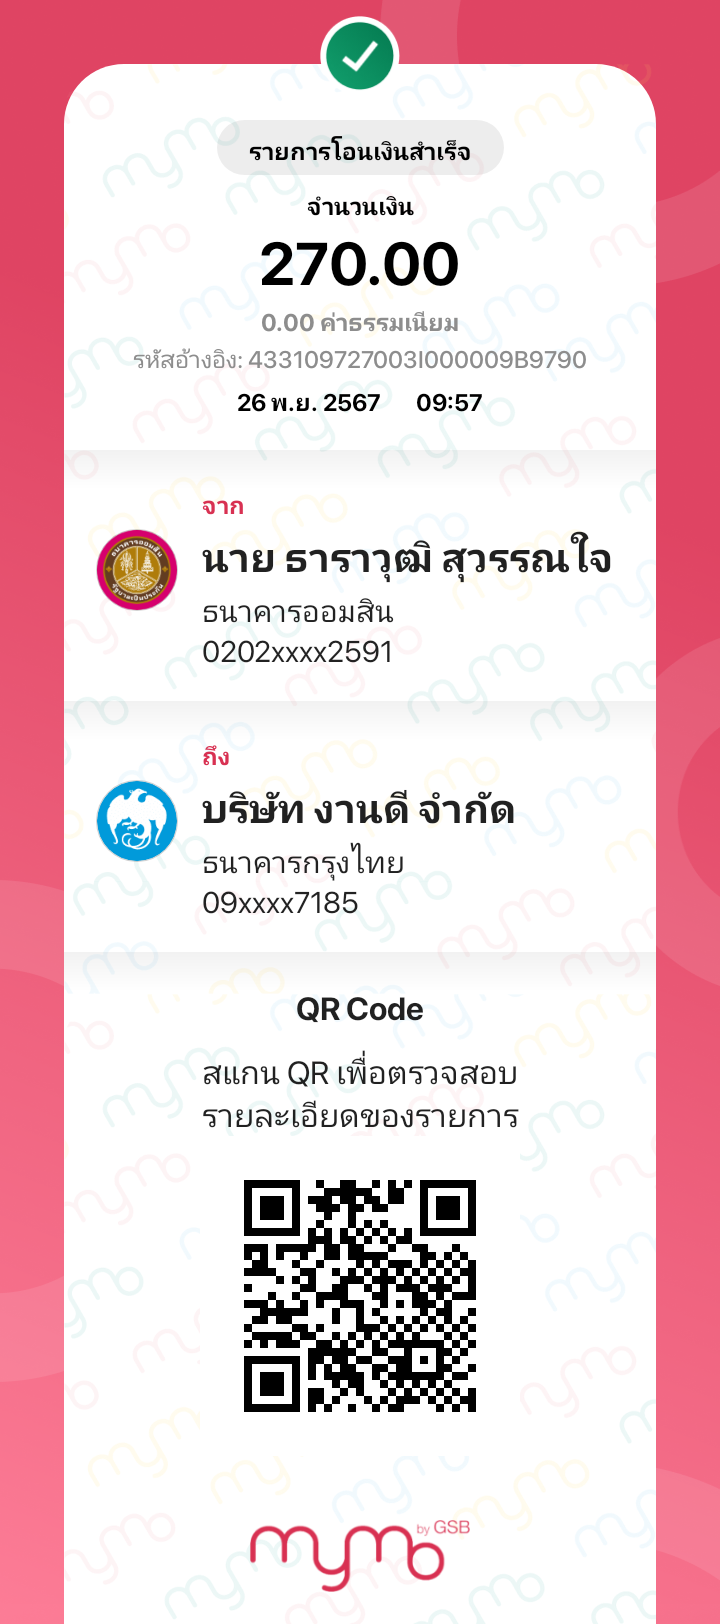 รายการโอนเงินสำเร็จ
จำนวนเงิน
270.00
0.00 ค่าธรรมเนียม
รหัสอ้างอิง: 433109727003I000009B9790
26 พ.ย. 2567 09:57
จาก
นาย ธาราวุฒิ สุวรรณใจ
ธนาคารออมสิน
0202xxxx2591
ถึง
บริษัท งานดี จำกัด
ธนาคารกรุงไทย
09xxxx7185
QR Code
สแกน QR เพื่อตรวจสอบ
รายละเอียดของรายการ
mymo by GSB